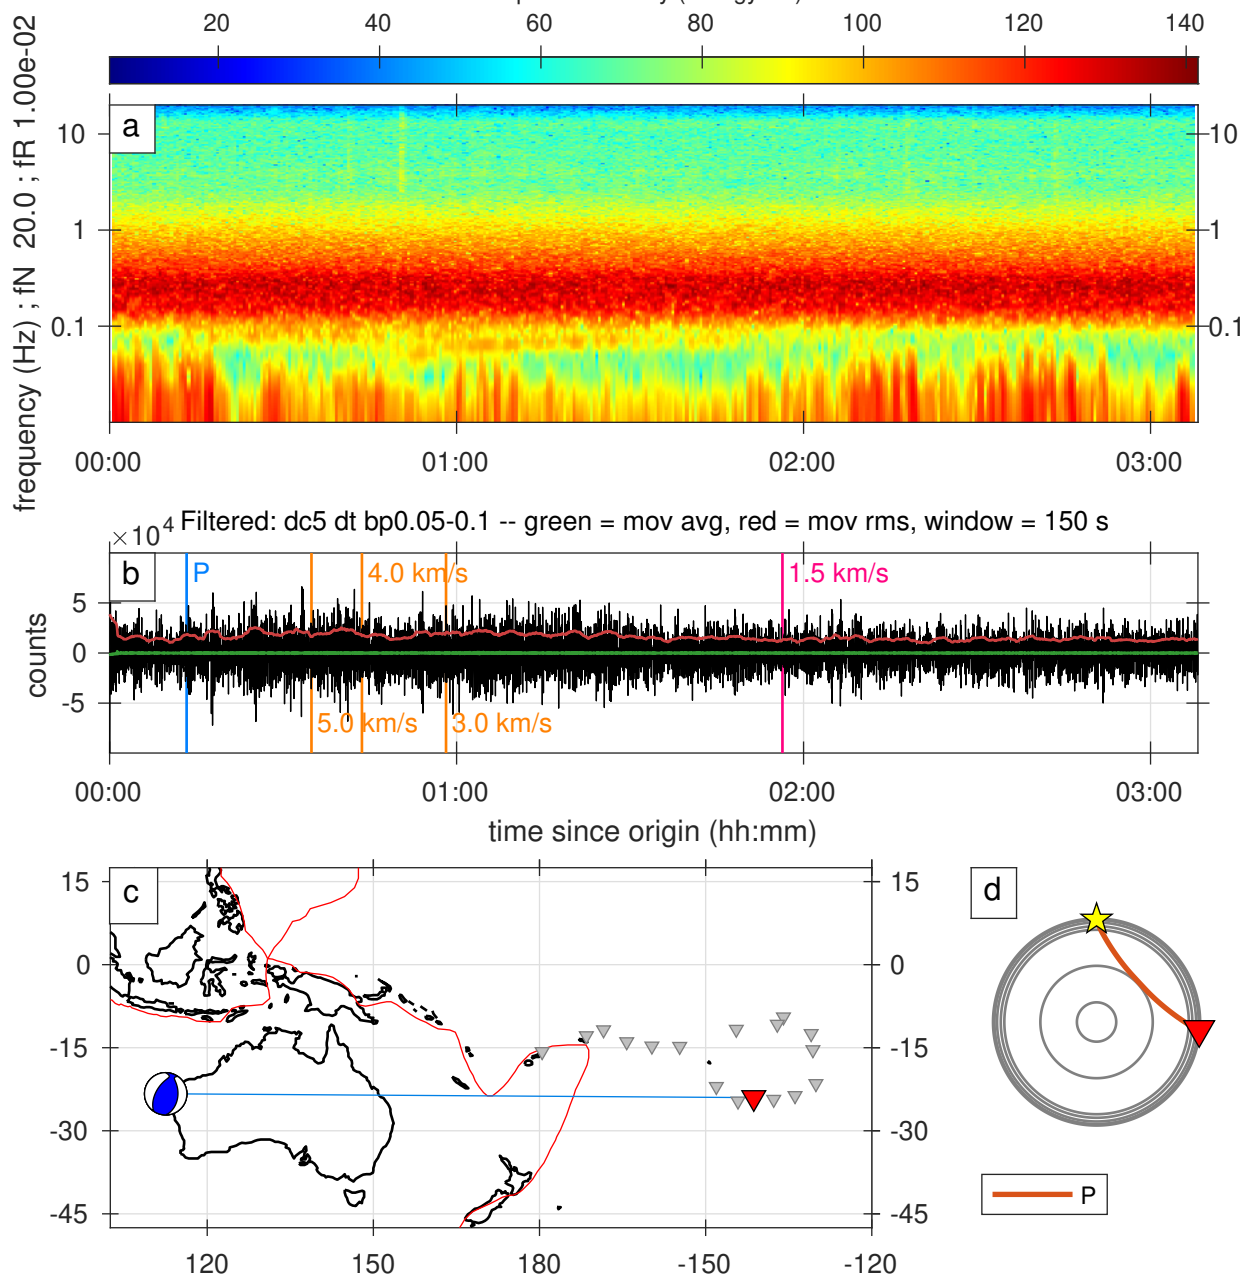 20 40 60 80 100 120 140
frequency (Hz) ; fN 20.0 ; fR 1.00e-02
a
10 10
1 1
0.1 0.1
00:00 01:00 02:00 03:00
×10^4 Filtered: dc5 dt bp0.05-0.1 -- green = mov avg, red = mov rms, window = 150 s
b
P 4.0 km/s 1.5 km/s
5
0
-5
counts
5.0 km/s 3.0 km/s
00:00 01:00 02:00 03:00
time since origin (hh:mm)
c
d
15 15
0 0
-15 -15
-30 -30
-45 -45
120 150 180 -150 -120
P